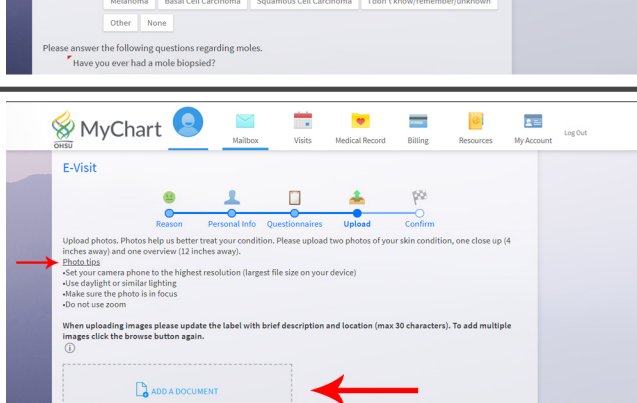 Melanoma Basal Cell Carcinoma Squamous Cell Carcinoma I don't know/remember/unknown
Other None
Please answer the following questions regarding moles.
Have you ever had a mole biopsied?
MyChart
OHSU
Mailbox Visits Medical Record Billing Resources My Account Log Out
E-Visit
Reason Personal Info Questionnaires Upload Confirm
Upload photos. Photos help us better treat your condition. Please upload two photos of your skin condition, one close up (4
inches away) and one overview (12 inches away).
Photo tips
•Set your camera phone to the highest resolution (largest file size on your device)
•Use daylight or similar lighting
•Make sure the photo is in focus
•Do not use zoom
When uploading images please update the label with brief description and location (max 30 characters). To add multiple
images click the browse button again.
ADD A DOCUMENT